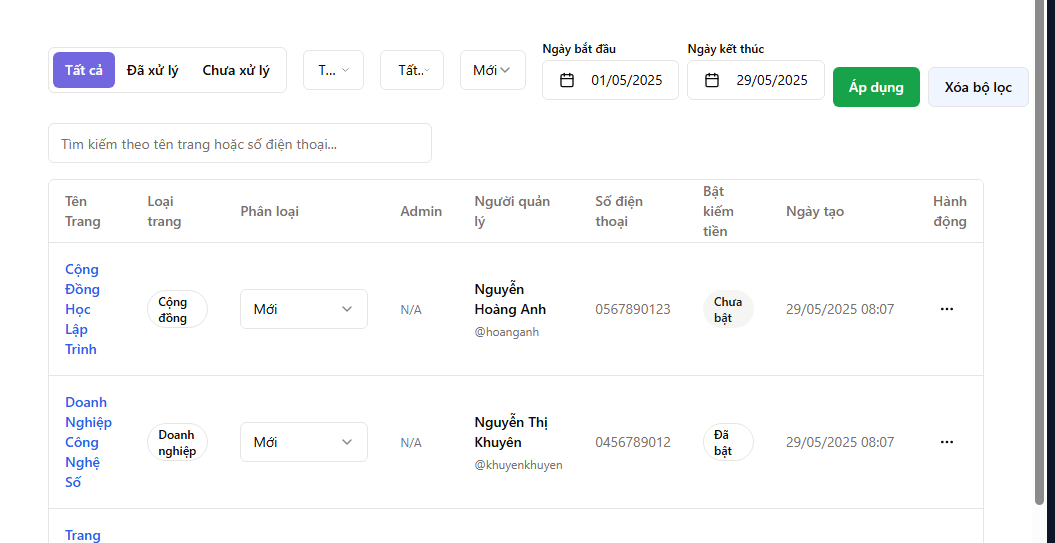 Ngày bắt đầu Ngày kết thúc
Tất cả Đã xử lý Chưa xử lý T... Tất.. Mới 01/05/2025 29/05/2025 Áp dụng Xóa bộ lọc
Tìm kiếm theo tên trang hoặc số điện thoại...
Tên
Trang
Loại
trang
Phân loại
Admin
Người quản
lý
Số điện
thoại
Bật
kiếm
tiền
Ngày tạo
Hành
động
Cộng
Đồng
Học
Lập
Trình
Cộng
đồng
Mới
N/A
Nguyễn
Hoàng Anh
@hoanganh
0567890123
Chưa
bật
29/05/2025 08:07
...
Doanh
Nghiệp
Công
Nghệ
Số
Doanh
nghiệp
Mới
N/A
Nguyễn Thị
Khuyên
@khuyenkhuyen
0456789012
Đã
bật
29/05/2025 08:07
...
Trang